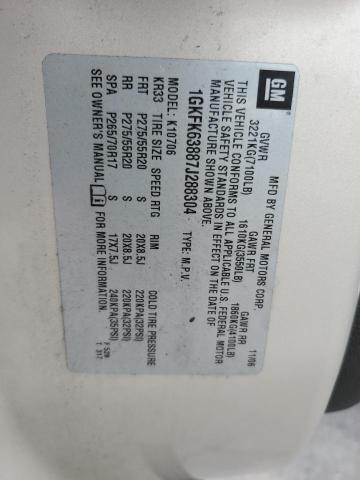 GM
MFD BY GENERAL MOTORS CORP. 11/06
GVWR GAWR FRT GAWR RR
3221KG(7100LB) 1610KG(3550LB) 1860KG(4100LB)
THIS VEHICLE CONFORMS TO ALL APPLICABLE U.S. FEDERAL MOTOR
VEHICLE SAFETY STANDARDS IN EFFECT ON THE DATE OF
MANUFACTURE SHOWN ABOVE.
1GKFK63887J288304 TYPE: M.P.V.
MODEL: K10706
KR33 TIRE SIZE SPEED RTG RIM COLD TIRE PRESSURE
FRT P275/55R20 S 20X8.5J 220KPA(32PSI)
RR P275/55R20 S 20X8.5J 220KPA(32PSI)
SPA P265/70R17 S 17X7.5J 240KPA(35PSI)
SEE OWNER'S MANUAL